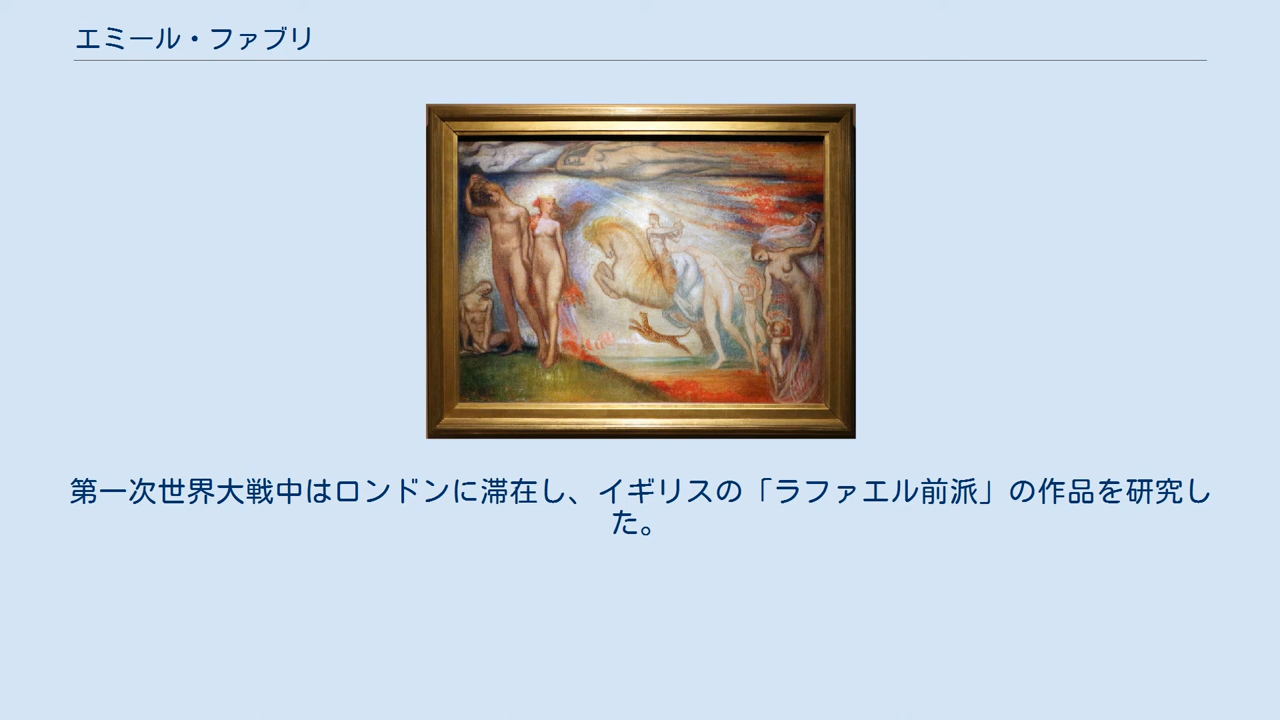 エミール・ファブリ
第一次世界大戦中はロンドンに滞在し、イギリスの「ラファエル前派」の作品を研究し
た。